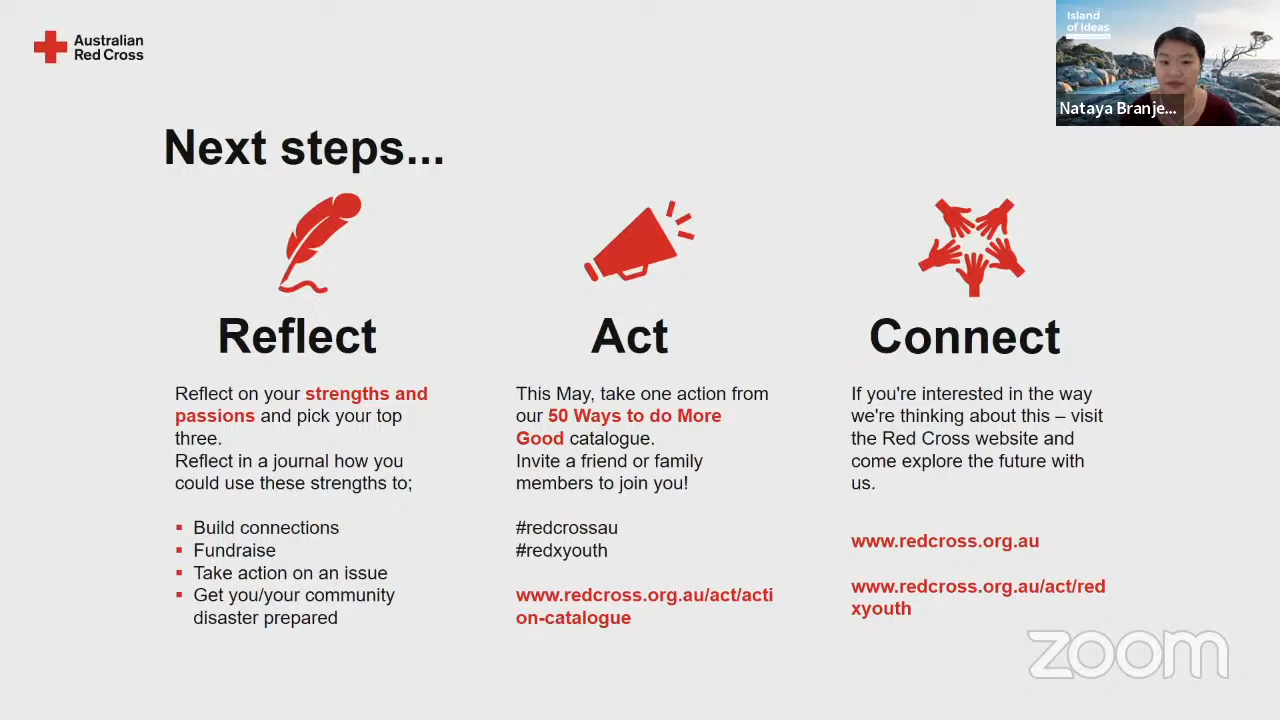 Australian
Red Cross
Island
of Ideas
Nataya Branje...
Next steps...
Reflect
Reflect on your strengths and
passions and pick your top
three.
Reflect in a journal how you
could use these strengths to;
Build connections
Fundraise
Take action on an issue
Get you/your community
disaster prepared
Act
This May, take one action from
our 50 Ways to do More
Good catalogue.
Invite a friend or family
members to join you!
#redcrossau
#redxyouth
www.redcross.org.au/act/acti
on-catalogue
Connect
If you're interested in the way
we're thinking about this – visit
the Red Cross website and
come explore the future with
us.
www.redcross.org.au
www.redcross.org.au/act/red
xyouth
zoom